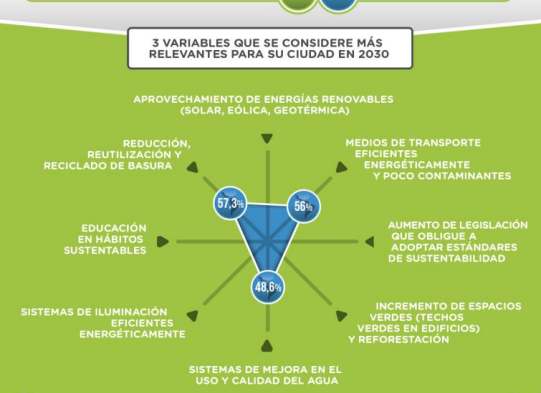 3 VARIABLES QUE SE CONSIDERE MÁS
RELEVANTES PARA SU CIUDAD EN 2030
APROVECHAMIENTO DE ENERGÍAS RENOVABLES
(SOLAR, EÓLICA, GEOTÉRMICA)
REDUCCIÓN,
REUTILIZACIÓN Y
RECICLADO DE BASURA
MEDIOS DE TRANSPORTE
EFICIENTES
ENERGÉTICAMENTE
Y POCO CONTAMINANTES
57,3%
56%
EDUCACIÓN
EN HÁBITOS
SUSTENTABLES
AUMENTO DE LEGISLACIÓN
QUE OBLIGUE A
ADOPTAR ESTÁNDARES
DE SUSTENTABILIDAD
48,6%
SISTEMAS DE ILUMINACIÓN
EFICIENTES
ENERGÉTICAMENTE
INCREMENTO DE ESPACIOS
VERDES (TECHOS
VERDES EN EDIFICIOS)
Y REFORESTACIÓN
SISTEMAS DE MEJORA EN EL
USO Y CALIDAD DEL AGUA